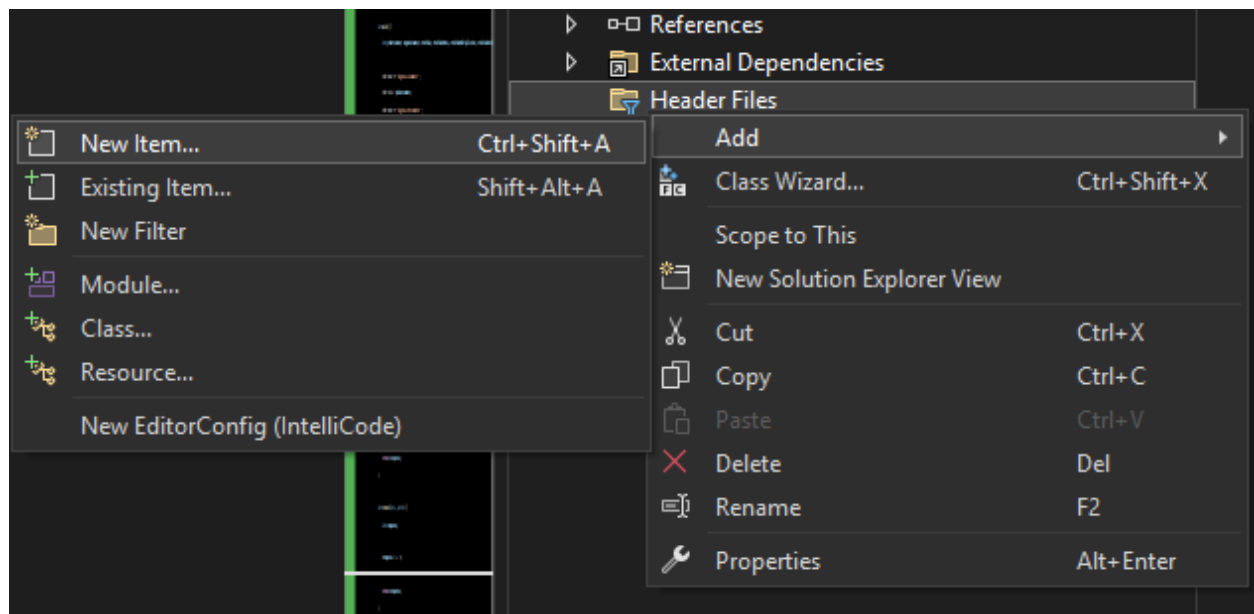 References
External Dependencies
Header Files
New Item... Ctrl+Shift+A
Existing Item... Shift+Alt+A
New Filter
Module...
Class...
Resource...
New EditorConfig (IntelliCode)
Add
Class Wizard... Ctrl+Shift+X
Scope to This
New Solution Explorer View
Cut Ctrl+X
Copy Ctrl+C
Paste Ctrl+V
Delete Del
Rename F2
Properties Alt+Enter